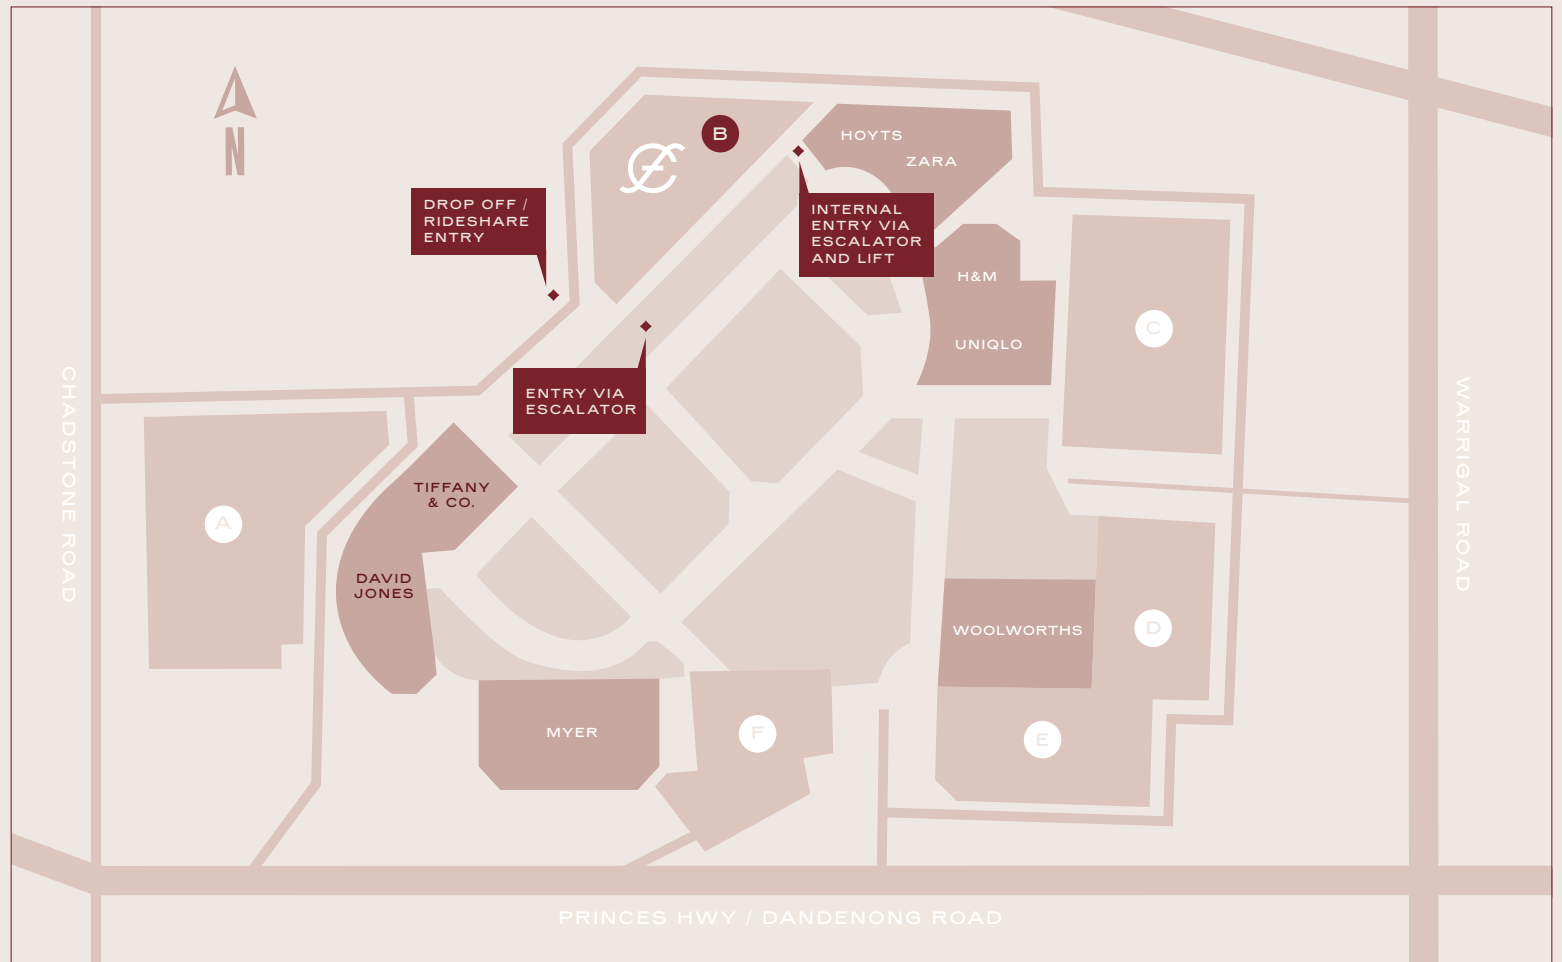 N
B
HOYTS
ZARA
DROP OFF /
RIDESHARE
ENTRY
INTERNAL
ENTRY VIA
ESCALATOR
AND LIFT
H&M
UNIQLO
C
ENTRY VIA
ESCALATOR
CHADSTONE ROAD
WARRIGAL ROAD
TIFFANY
& CO.
A
DAVID
JONES
WOOLWORTHS
D
MYER
F
E
PRINCES HWY / DANDENONG ROAD